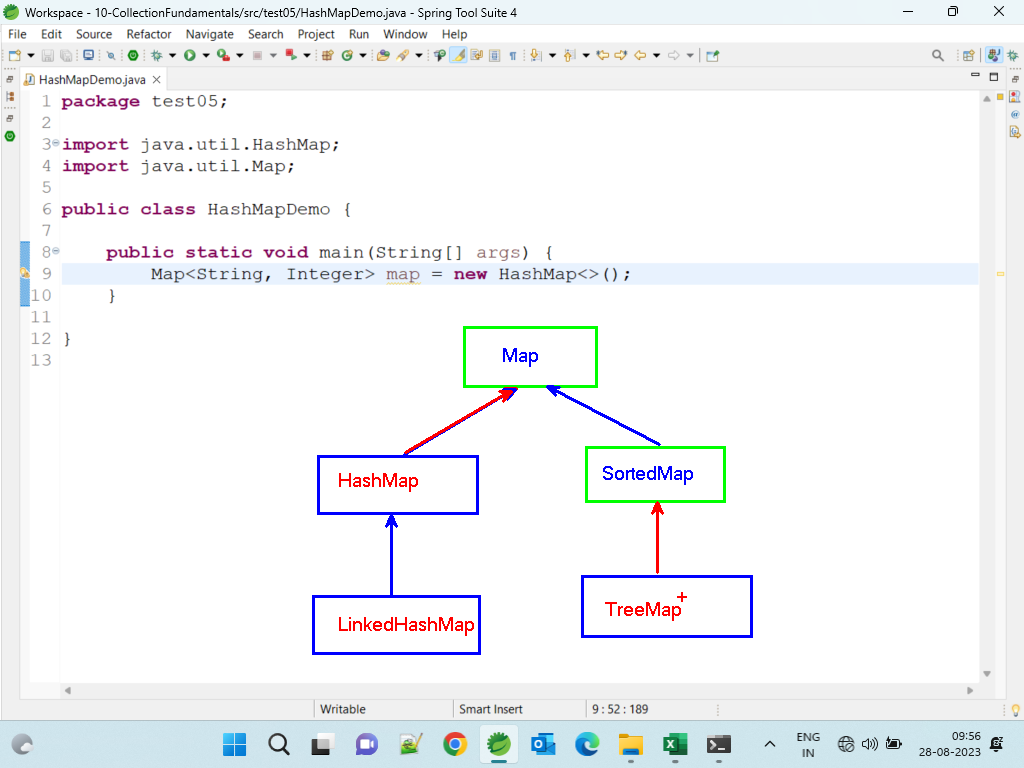 Workspace - 10-CollectionFundamentals/src/test05/HashMapDemo.java - Spring Tool Suite 4
File Edit Source Refactor Navigate Search Project Run Window Help
HashMapDemo.java
1 package test05;
2
3 import java.util.HashMap;
4 import java.util.Map;
5
6 public class HashMapDemo {
7
8 public static void main(String[] args) {
9 Map<String, Integer> map = new HashMap<>();
10 }
11
12 }
13
Map
HashMap
SortedMap
LinkedHashMap
TreeMap
Writable Smart Insert 9 : 52 : 189
ENG
IN
09:56
28-08-2023